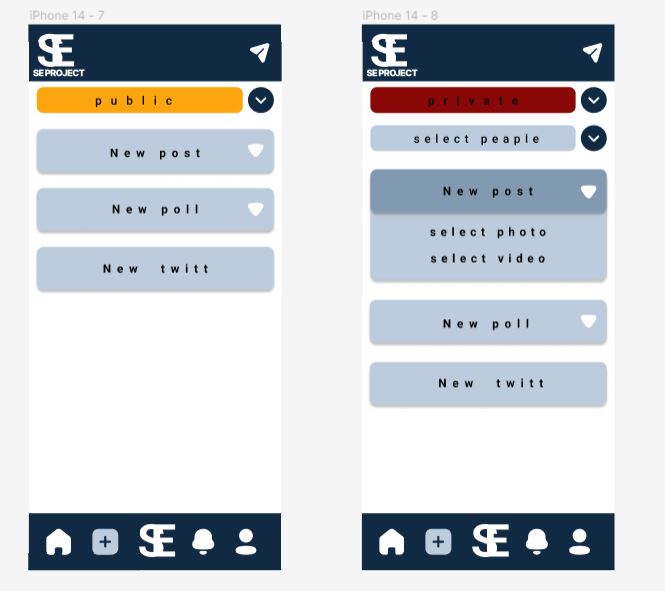 iPhone 14 - 7
SE
SE PROJECT
public
New post
New poll
New twitt
SE
iPhone 14 - 8
SE
SE PROJECT
private
select peaple
New post
select photo
select video
New poll
New twitt
SE